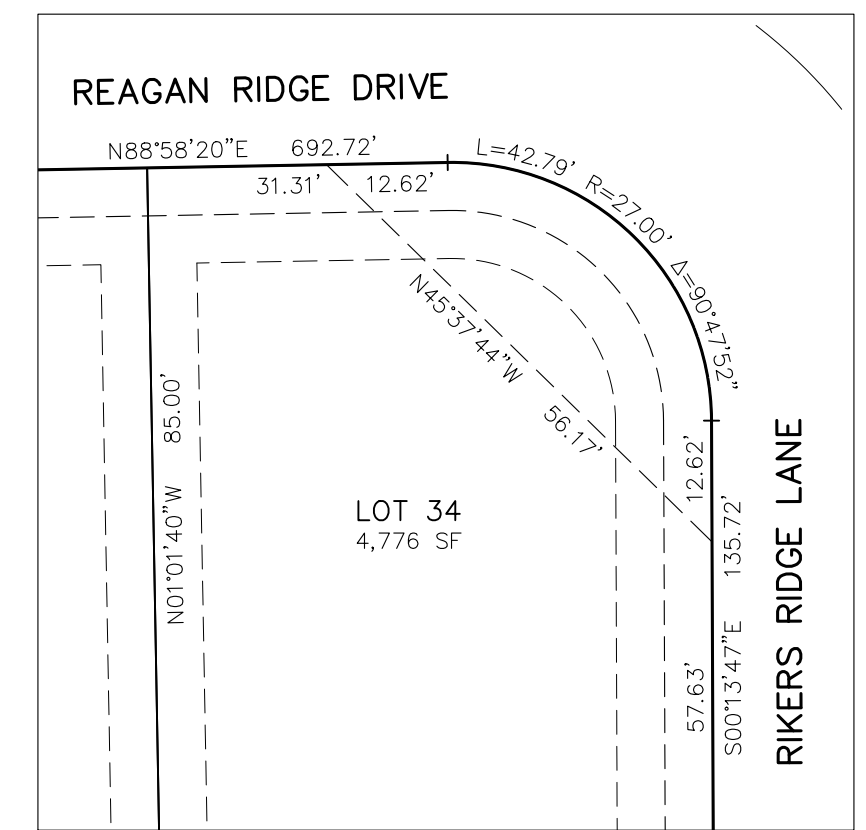 REAGAN RIDGE DRIVE
N88°58'20"E 692.72'
31.31' 12.62'
L=42.79' R=27.00' Δ=90°47'52"
N45°37'44"W 56.17'
N01°01'40"W 85.00'
LOT 34
4,776 SF
12.62'
57.63'
S00°13'47"E 135.72'
RIKERS RIDGE LANE